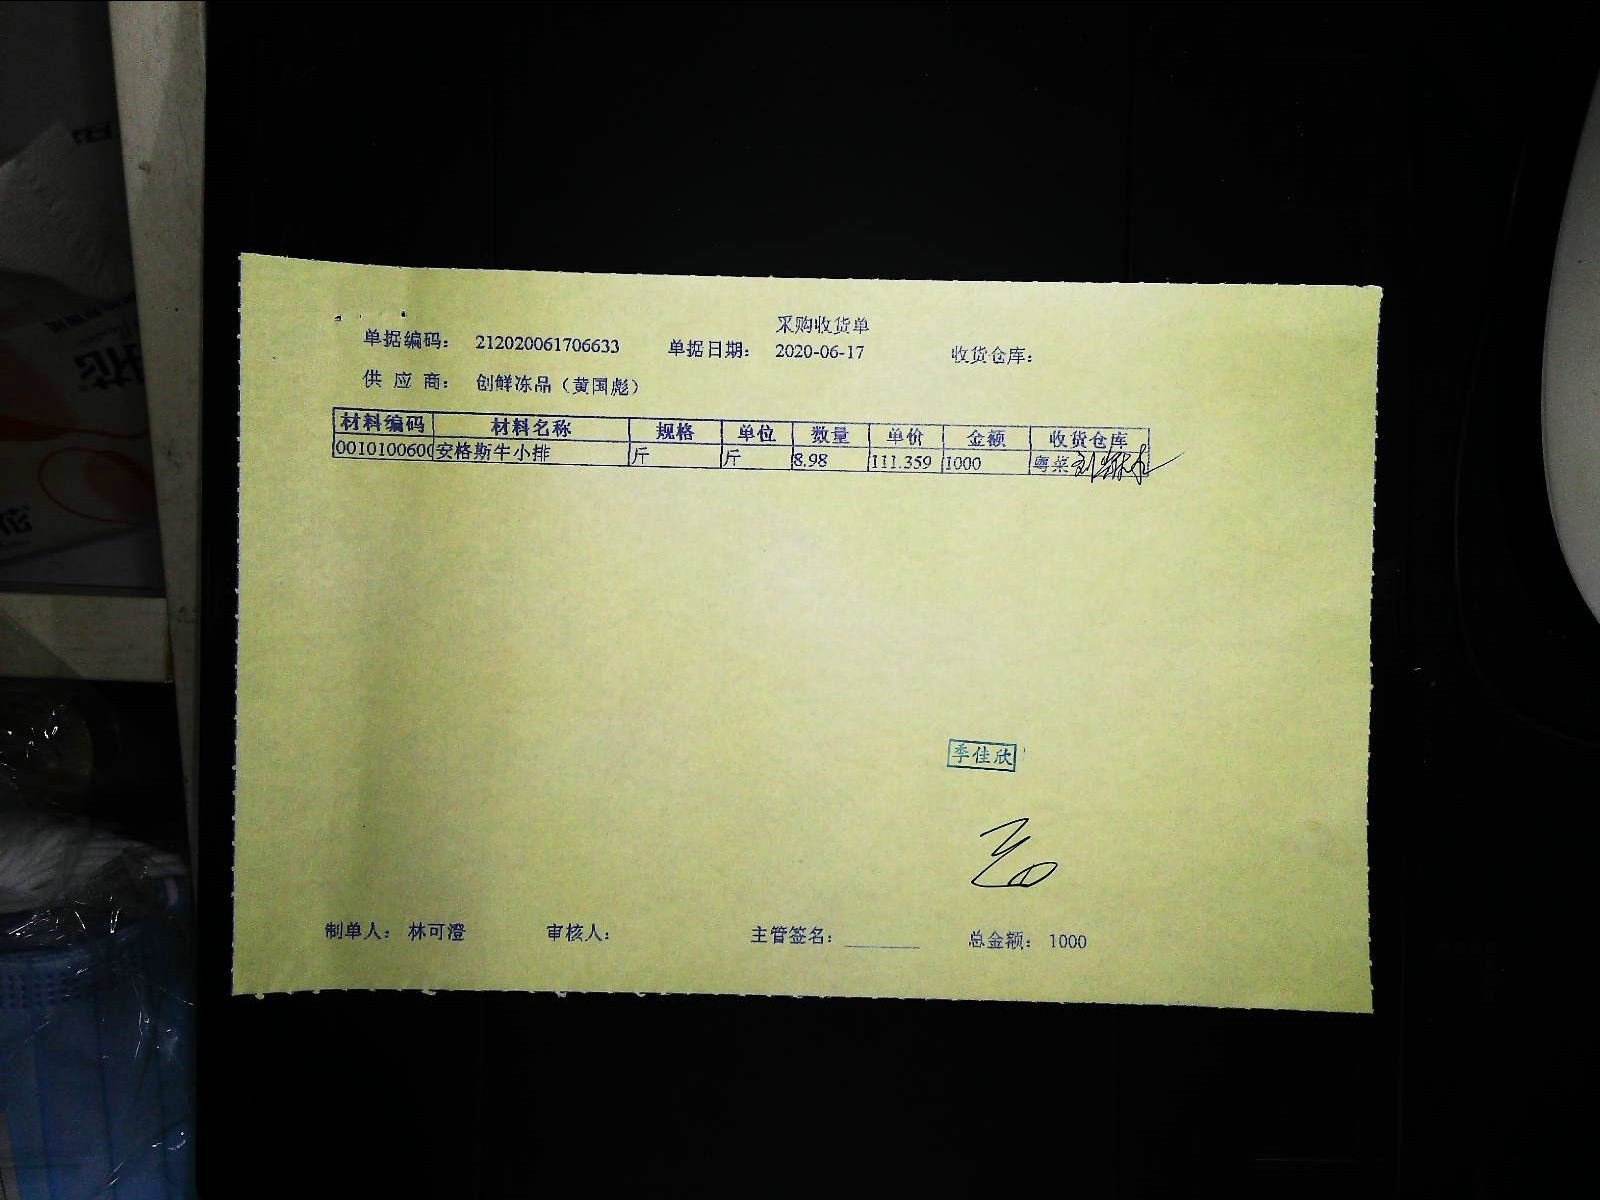 采购收货单
单据编码： 212020061706633 单据日期： 2020-06-17 收货仓库：
供 应 商： 创鲜冻品（黄国彪）
材料编码 材料名称 规格 单位 数量 单价 金额 收货仓库
0010100600 安格斯牛小排 斤 斤 8.98 111.359 1000 粤菜
季佳欣
制单人： 林可澄 审核人： 主管签名： 总金额： 1000